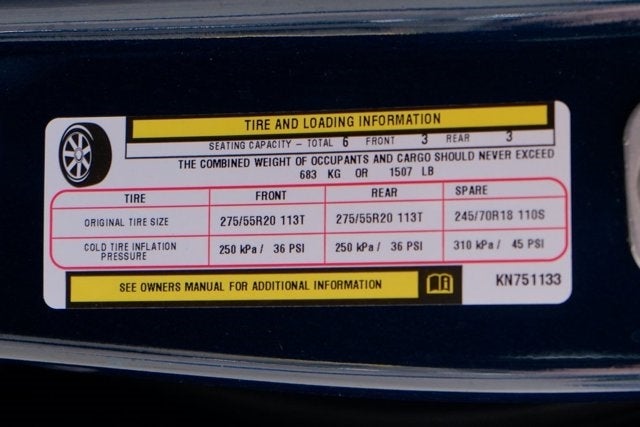 TIRE AND LOADING INFORMATION
SEATING CAPACITY – TOTAL 6 FRONT 3 REAR 3
THE COMBINED WEIGHT OF OCCUPANTS AND CARGO SHOULD NEVER EXCEED
683 KG OR 1507 LB
TIRE FRONT REAR SPARE
ORIGINAL TIRE SIZE 275/55R20 113T 275/55R20 113T 245/70R18 110S
COLD TIRE INFLATION PRESSURE 250 kPa / 36 PSI 250 kPa / 36 PSI 310 kPa / 45 PSI
SEE OWNERS MANUAL FOR ADDITIONAL INFORMATION KN751133